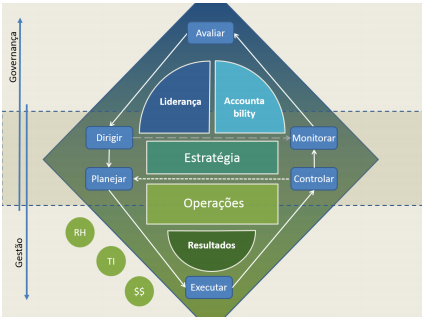 Avaliar
Governança
Liderança
Accounta
bility
Dirigir
Monitorar
Estratégia
Planejar
Controlar
Operações
RH
Resultados
Gestão
TI
$$
Executar